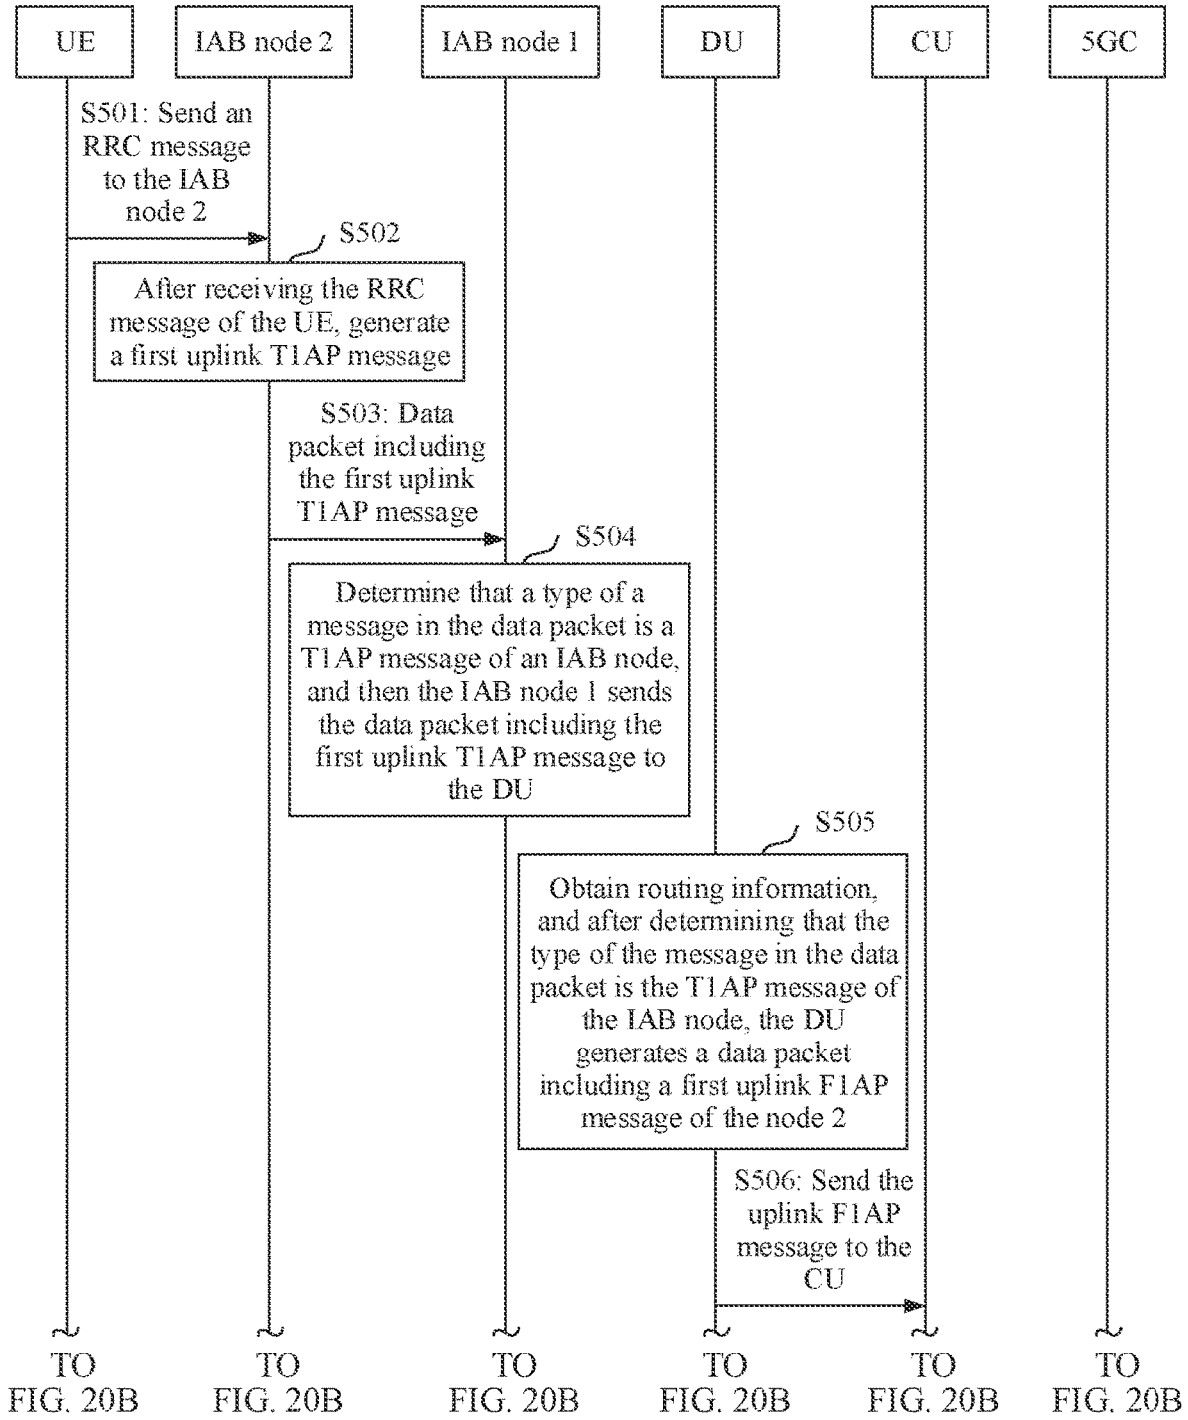 UE
IAB node 2
IAB node 1
DU
CU
5GC
S501: Send an
RRC message
to the IAB
node 2
S502
After receiving the RRC
message of the UE, generate
a first uplink T1AP message
S503: Data
packet including
the first uplink
T1AP message
S504
Determine that a type of a
message in the data packet is a
T1AP message of an IAB node,
and then the IAB node 1 sends
the data packet including the
first uplink T1AP message to
the DU
S505
Obtain routing information,
and after determining that the
type of the message in the data
packet is the T1AP message of
the IAB node, the DU
generates a data packet
including a first uplink F1AP
message of the node 2
S506: Send the
uplink F1AP
message to the
CU
TO
FIG. 20B
TO
FIG. 20B
TO
FIG. 20B
TO
FIG. 20B
TO
FIG. 20B
TO
FIG. 20B